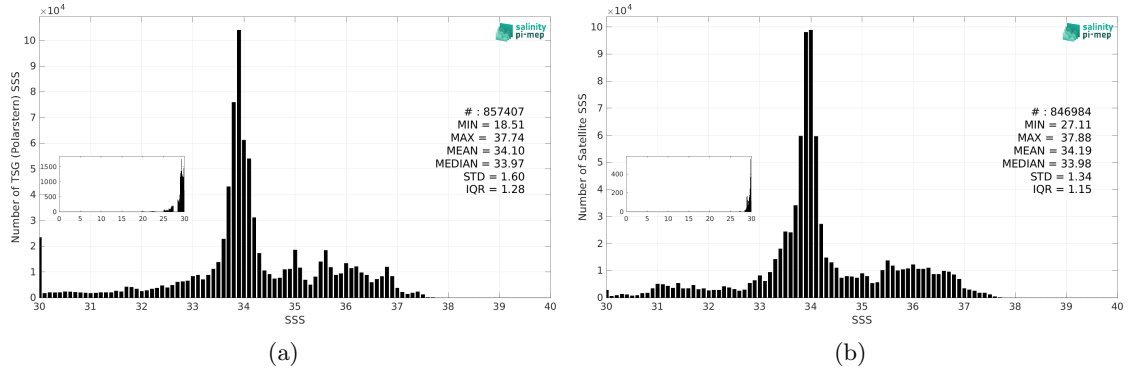 ×10⁴
10
9
8
7
6
5
4
3
2
1
0
Number of TSG (Polarstern) SSS
salinity
pi-mep
# : 857407
MIN = 18.51
MAX = 37.74
MEAN = 34.10
MEDIAN = 33.97
STD = 1.60
IQR = 1.28
1500
1000
500
0
0 5 10 15 20 25 30
30 31 32 33 34 35 36 37 38 39 40
SSS
(a)
×10⁴
10
9
8
7
6
5
4
3
2
1
0
Number of Satellite SSS
salinity
pi-mep
# : 846984
MIN = 27.11
MAX = 37.88
MEAN = 34.19
MEDIAN = 33.98
STD = 1.34
IQR = 1.15
400
200
0
0 5 10 15 20 25 30
30 31 32 33 34 35 36 37 38 39 40
SSS
(b)